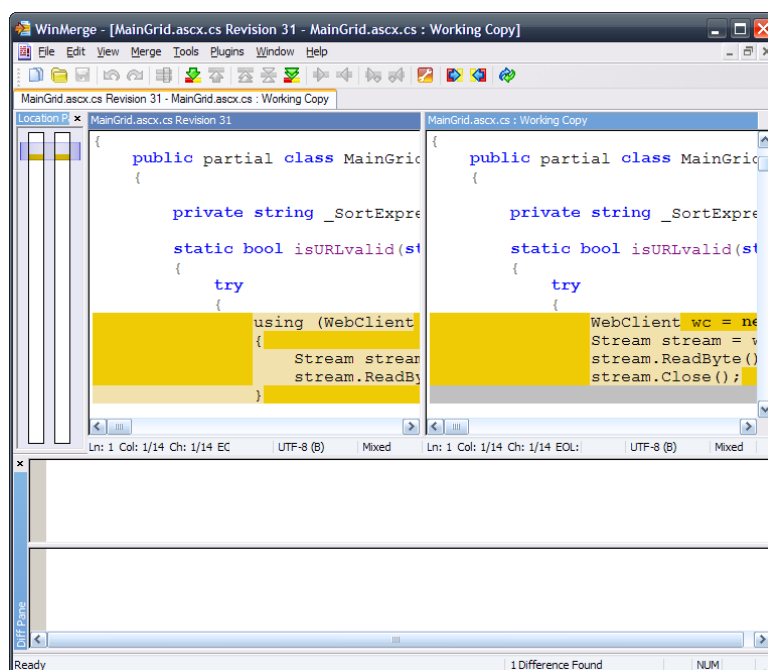 WinMerge - [MainGrid.ascx.cs Revision 31 - MainGrid.ascx.cs : Working Copy]
File Edit View Merge Tools Plugins Window Help
MainGrid.ascx.cs Revision 31 - MainGrid.ascx.cs : Working Copy
Location
MainGrid.ascx.cs Revision 31
{
public partial class MainGrid
{
private string _SortExpre
static bool isURLvalid(st
{
try
{
using (WebClient
{
Stream stream
stream.ReadBy
}
Ln: 1 Col: 1/14 Ch: 1/14 EO
UTF-8 (B)
Mixed
MainGrid.ascx.cs : Working Copy
{
public partial class MainGrid
{
private string _SortExpre
static bool isURLvalid(st
{
try
{
WebClient wc = ne
Stream stream = w
stream.ReadByte()
stream.Close();
Ln: 1 Col: 1/14 Ch: 1/14 EOL:
UTF-8 (B)
Mixed
Diff Pane
Ready
1 Difference Found
NUM